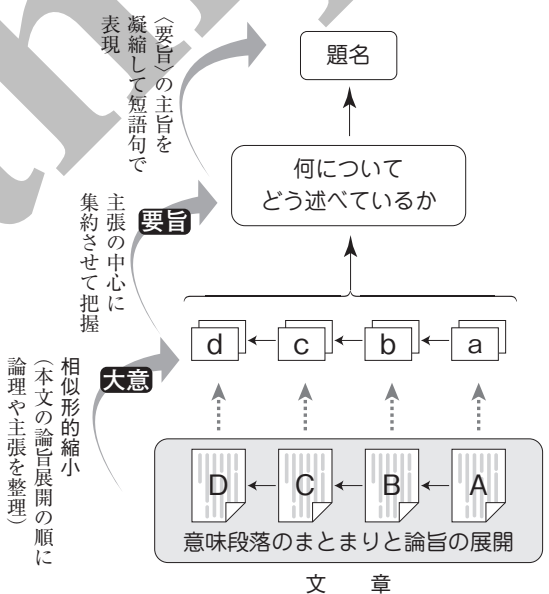 題名
〈要旨〉の主旨を
凝縮して短語句で
表現
何について
どう述べているか
要旨
主張の中心に
集約させて把握
d
c
b
a
大意
相似形的縮小
(本文の論旨展開の順に
論理や主張を整理)
D
C
B
A
意味段落のまとまりと論旨の展開
文 章